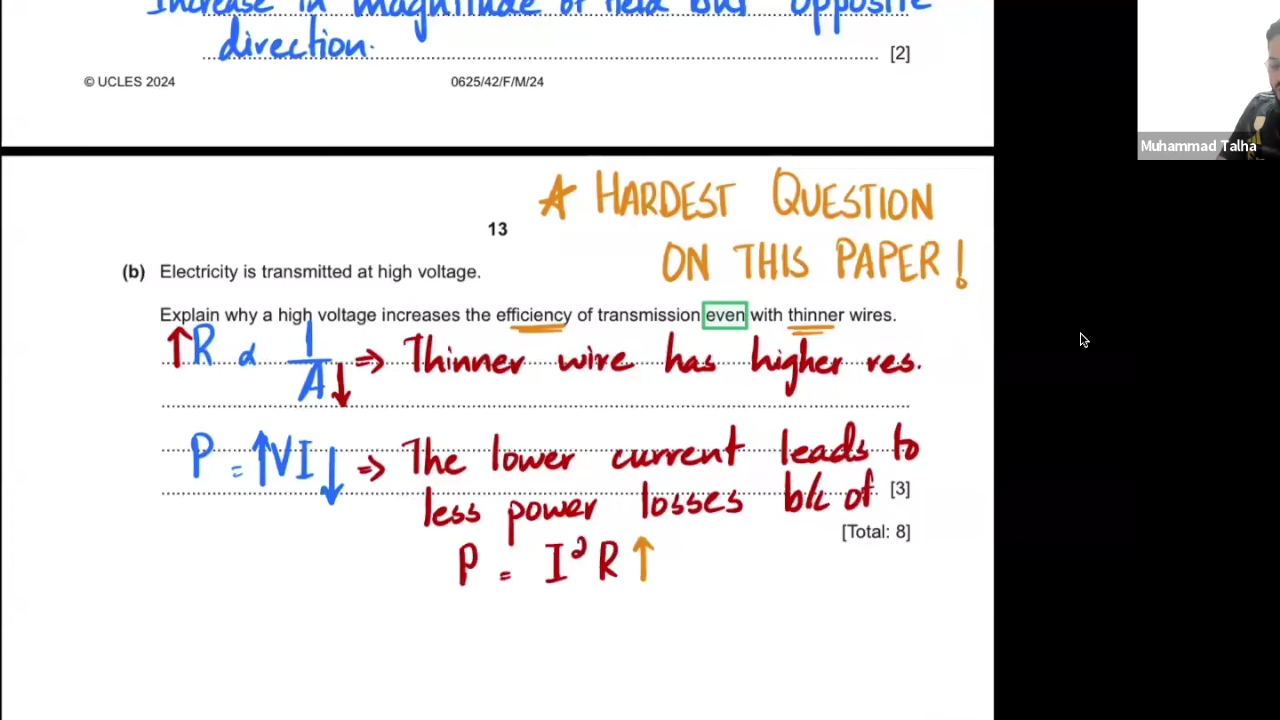 Increase in magnitude of field but opposite
direction.
[2]
© UCLES 2024
0625/42/F/M/24
Muhammad Talha
☆ HARDEST QUESTION
ON THIS PAPER!
13
(b) Electricity is transmitted at high voltage.
Explain why a high voltage increases the efficiency of transmission even with thinner wires.
↑R ∝ 1/A↓ ⇒ Thinner wire has higher res.
P = ↑VI↓ ⇒ The lower current leads to
less power losses b/c of [3]
[Total: 8]
P = I²R↑